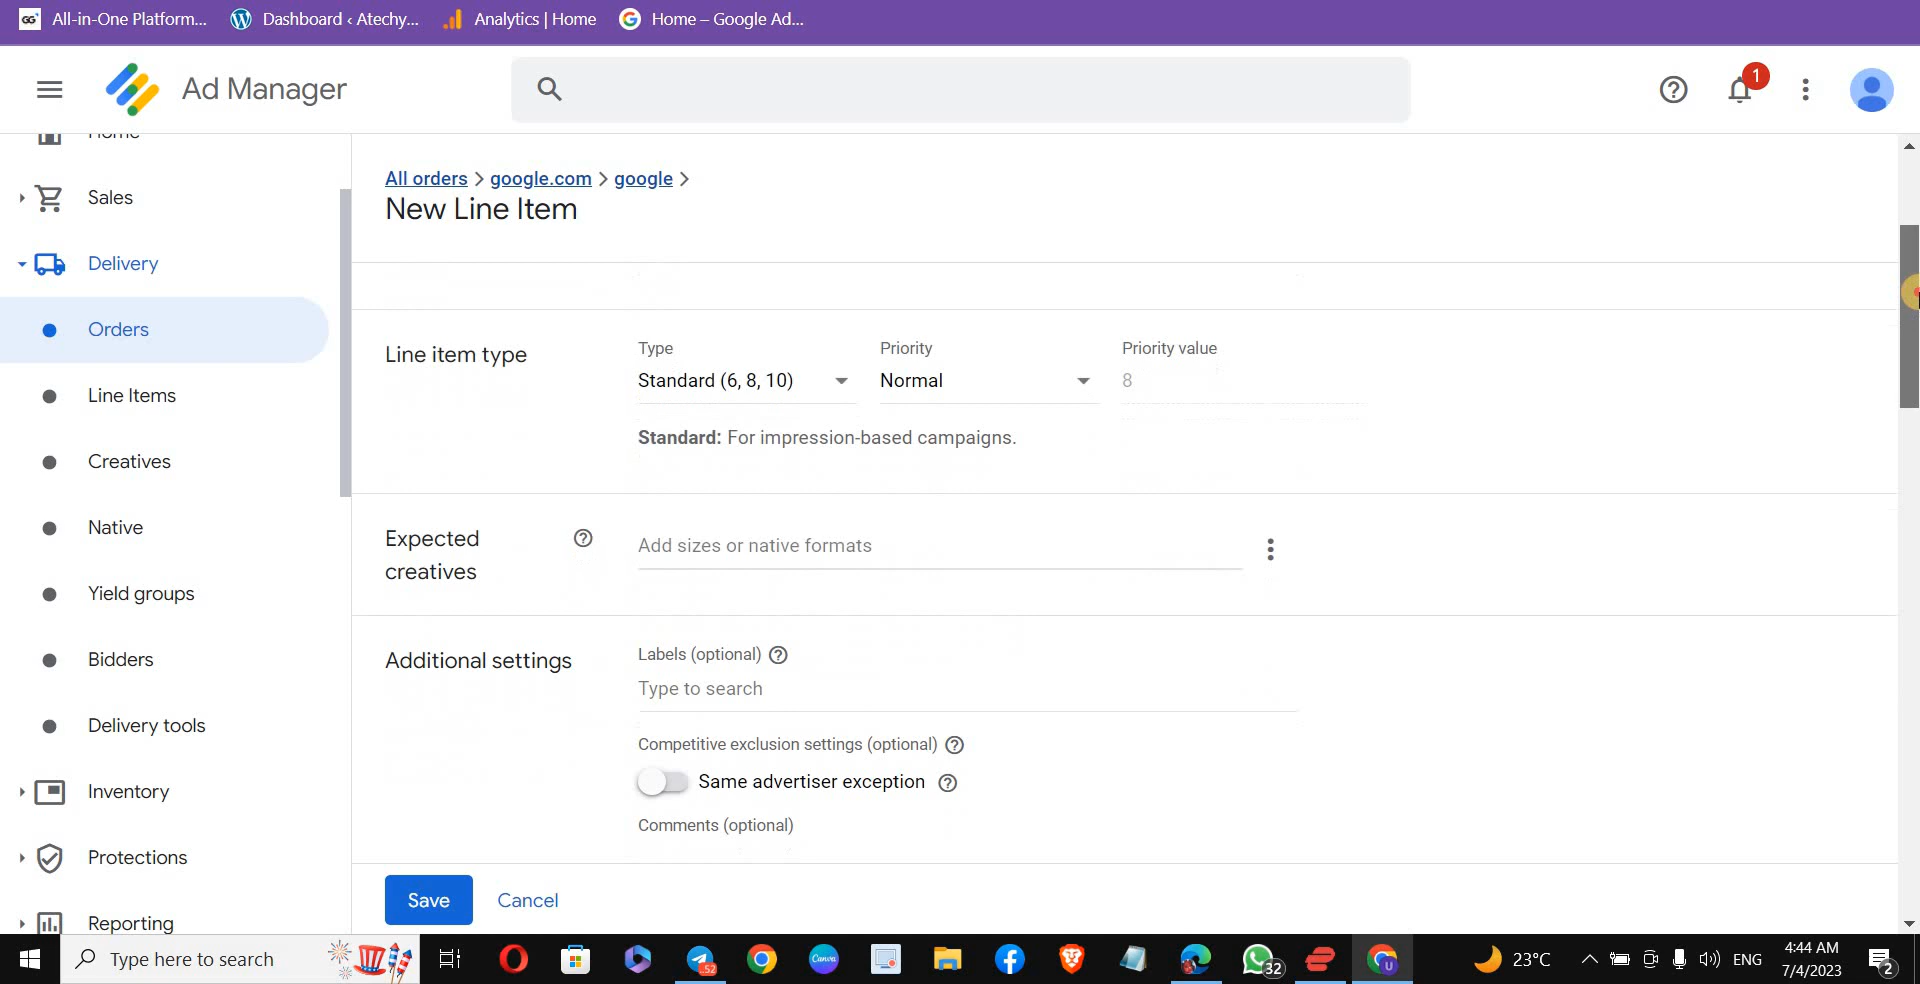 All-in-One Platform...
Dashboard ‹ Atechy...
Analytics | Home
Home – Google Ad...
Ad Manager
1
Home
Sales
Delivery
Orders
Line Items
Creatives
Native
Yield groups
Bidders
Delivery tools
Inventory
Protections
Reporting
All orders > google.com > google >
New Line Item
Line item type
Type
Standard (6, 8, 10)
Priority
Normal
Priority value
8
Standard: For impression-based campaigns.
Expected
creatives
Add sizes or native formats
Additional settings
Labels (optional)
Type to search
Competitive exclusion settings (optional)
Same advertiser exception
Comments (optional)
Save
Cancel
Type here to search
.52
Canva
32
U
23°C
ENG
4:44 AM
7/4/2023
2